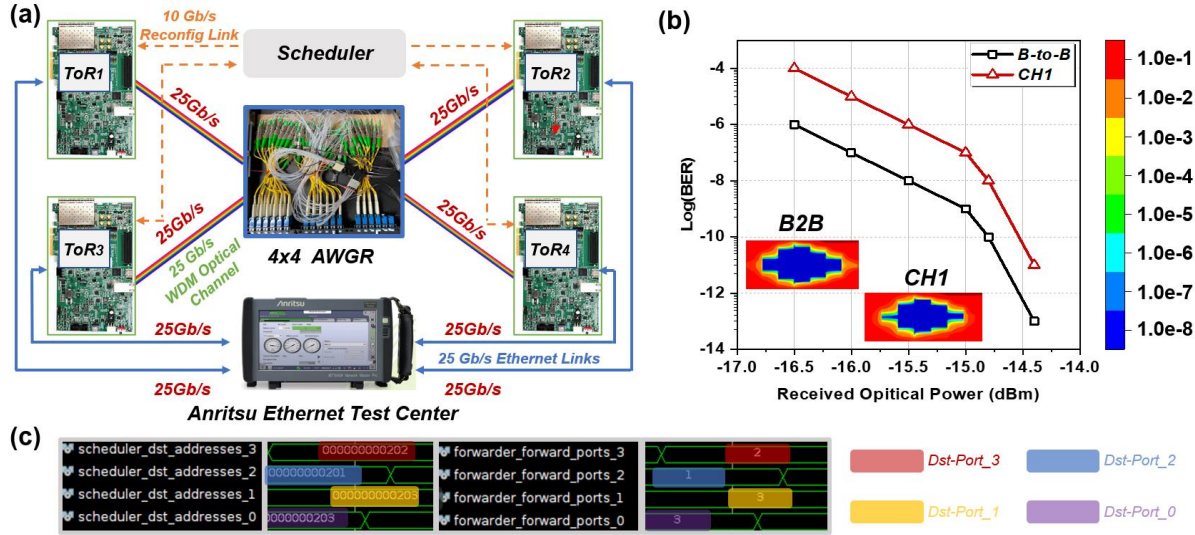 (a)
10 Gb/s
Reconfig Link
Scheduler
ToR1
ToR2
25Gb/s
25Gb/s
25Gb/s
25Gb/s
ToR3
ToR4
25 Gb/s
WDM Optical
Channel
4x4 AWGR
Anritsu
25Gb/s
25Gb/s
25 Gb/s Ethernet Links
25Gb/s
25Gb/s
Anritsu Ethernet Test Center
(b)
B-to-B
CH1
Log(BER)
-4
-6
-8
-10
-12
-14
B2B
CH1
-17.0 -16.5 -16.0 -15.5 -15.0 -14.5 -14.0
Received Opitical Power (dBm)
1.0e-1
1.0e-2
1.0e-3
1.0e-4
1.0e-5
1.0e-6
1.0e-7
1.0e-8
(c)
scheduler_dst_addresses_3 000000000202 forwarder_forward_ports_3 2
scheduler_dst_addresses_2 00000000201 forwarder_forward_ports_2 1
scheduler_dst_addresses_1 000000000203 forwarder_forward_ports_1 3
scheduler_dst_addresses_0 0000000203 forwarder_forward_ports_0 3
Dst-Port_3 Dst-Port_2
Dst-Port_1 Dst-Port_0